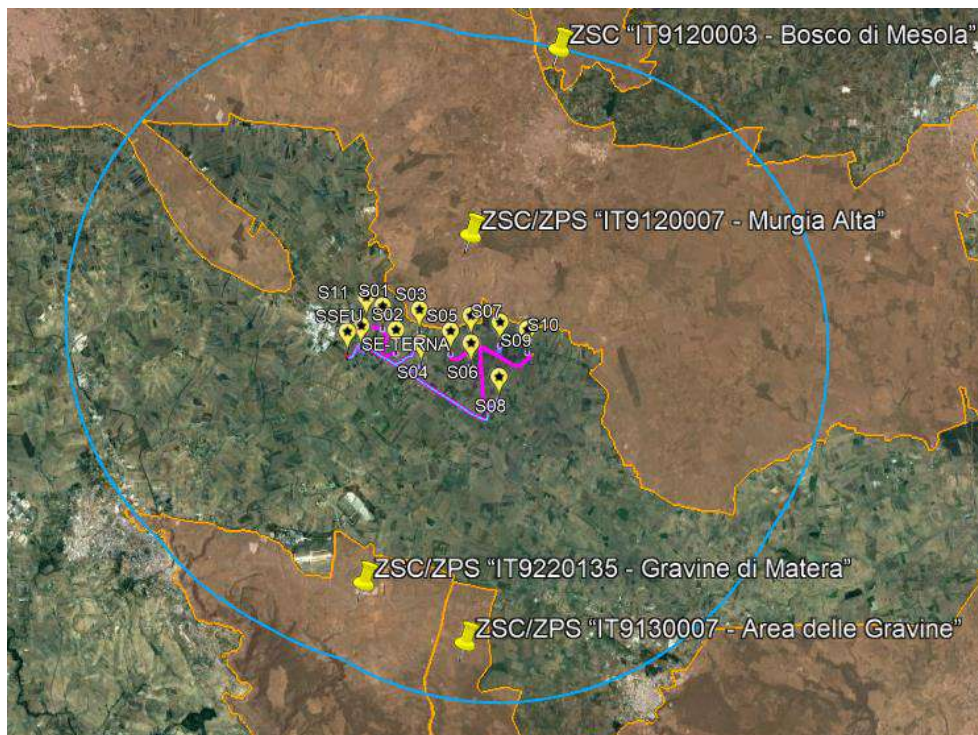 ZSC “IT9120003 - Bosco di Mesola”
ZSC/ZPS “IT9120007 - Murgia Alta”
S11
S01
S03
SSEU
S02
S05
S07
S10
SE-TERNA
S09
S04
S06
S08
ZSC/ZPS “IT9220135 - Gravine di Matera”
ZSC/ZPS “IT9130007 - Area delle Gravine”